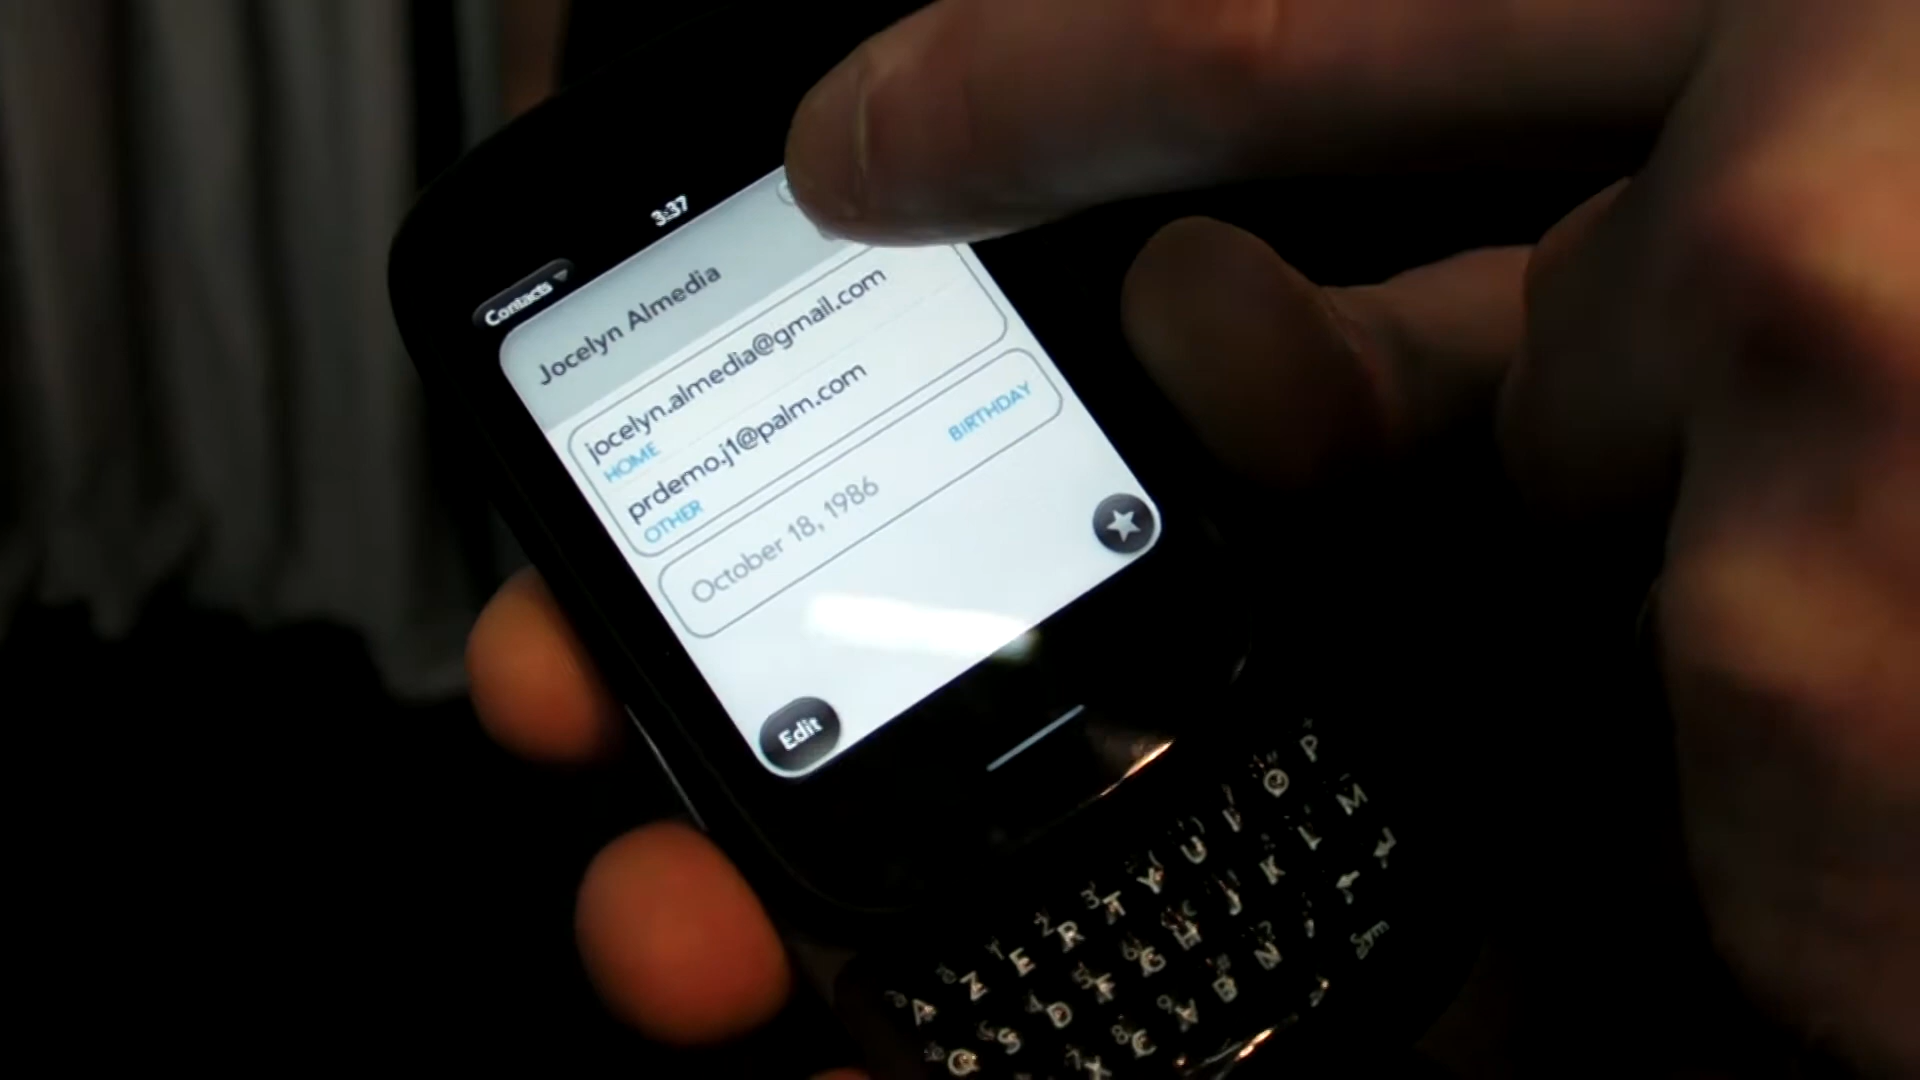 3:37
Contacts
Jocelyn Almedia
jocelyn.almedia@gmail.com
HOME
prdemo.j1@palm.com
OTHER
October 18, 1986
BIRTHDAY
Edit
A Z E R T Y U I O P
Q S D F G H J K L M
X C V B N
Sym